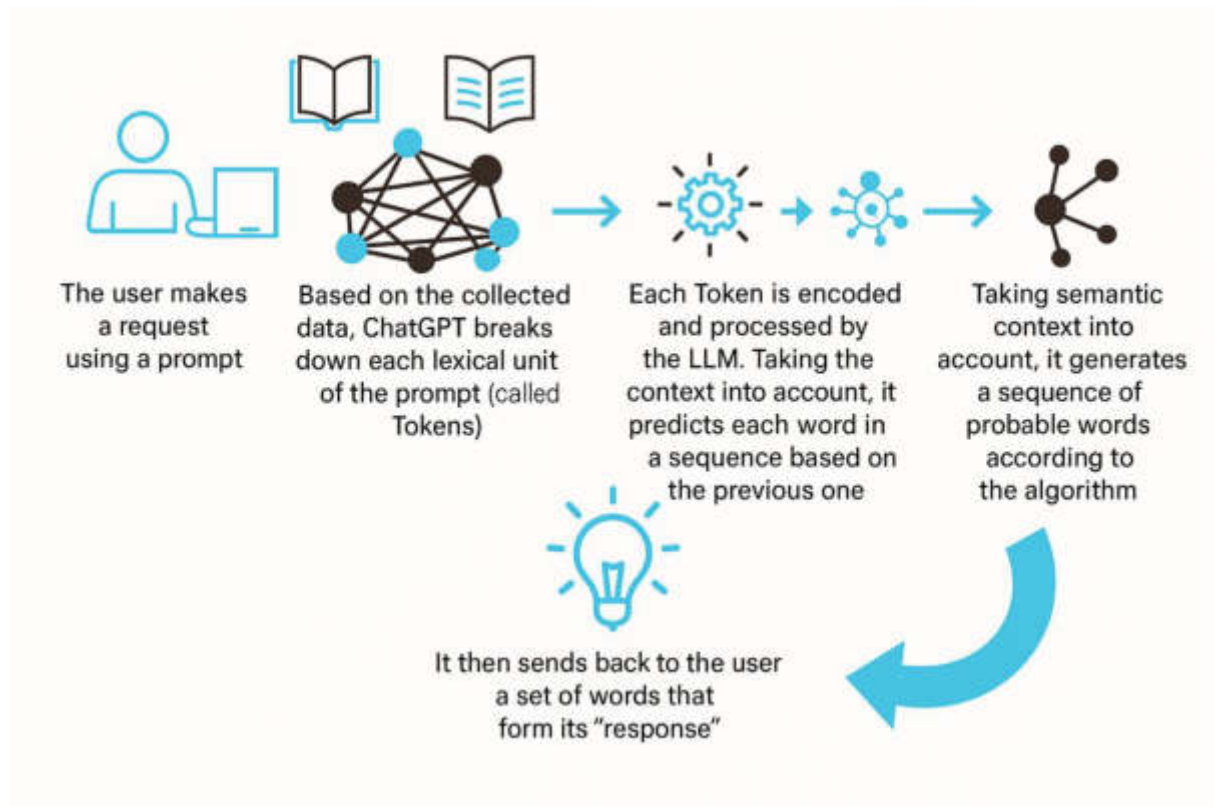 The user makes
a request
using a prompt
Based on the collected
data, ChatGPT breaks
down each lexical unit
of the prompt (called
Tokens)
Each Token is encoded
and processed by
the LLM. Taking the
context into account, it
predicts each word in
a sequence based on
the previous one
Taking semantic
context into
account, it generates
a sequence of
probable words
according to
the algorithm
It then sends back to the user
a set of words that
form its “response”